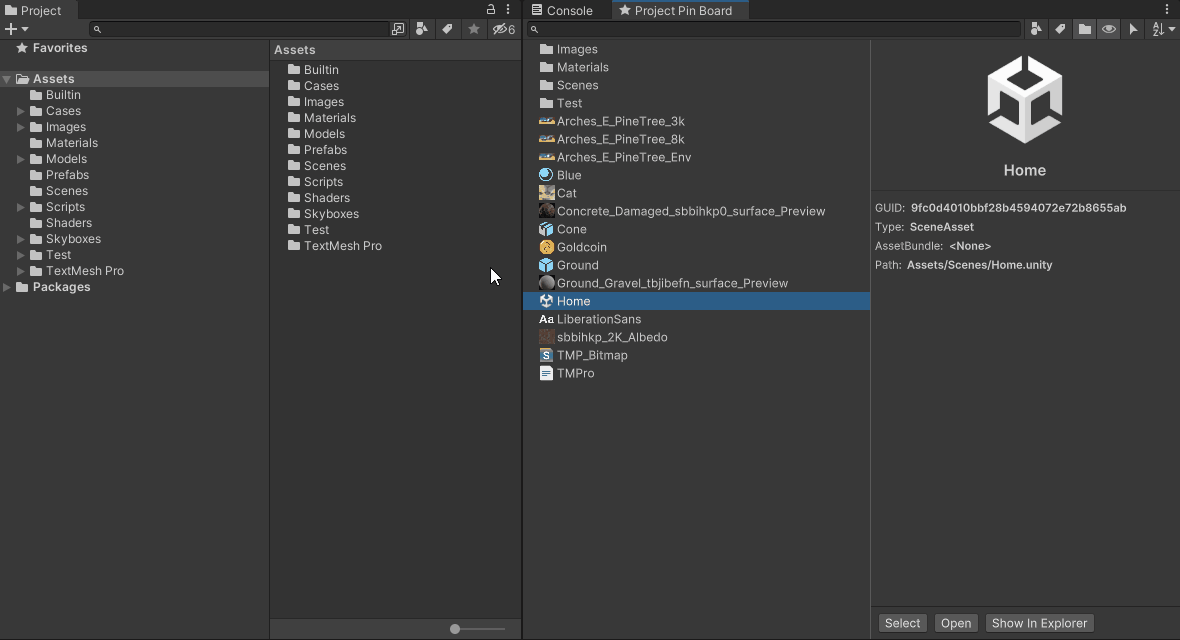 Project
6
Favorites
Assets
Builtin
Cases
Images
Materials
Models
Prefabs
Scenes
Scripts
Shaders
Skyboxes
Test
TextMesh Pro
Packages
Assets
Builtin
Cases
Images
Materials
Models
Prefabs
Scenes
Scripts
Shaders
Skyboxes
Test
TextMesh Pro
Console
Project Pin Board
Images
Materials
Scenes
Test
Arches_E_PineTree_3k
Arches_E_PineTree_8k
Arches_E_PineTree_Env
Blue
Cat
Concrete_Damaged_sbbihkp0_surface_Preview
Cone
Goldcoin
Ground
Ground_Gravel_tbjibefn_surface_Preview
Home
Aa LiberationSans
sbbihkp_2K_Albedo
S TMP_Bitmap
TMPro
Home
GUID: 9fc0d4010bbf28b4594072e72b8655ab
Type: SceneAsset
AssetBundle: <None>
Path: Assets/Scenes/Home.unity
Select
Open
Show In Explorer